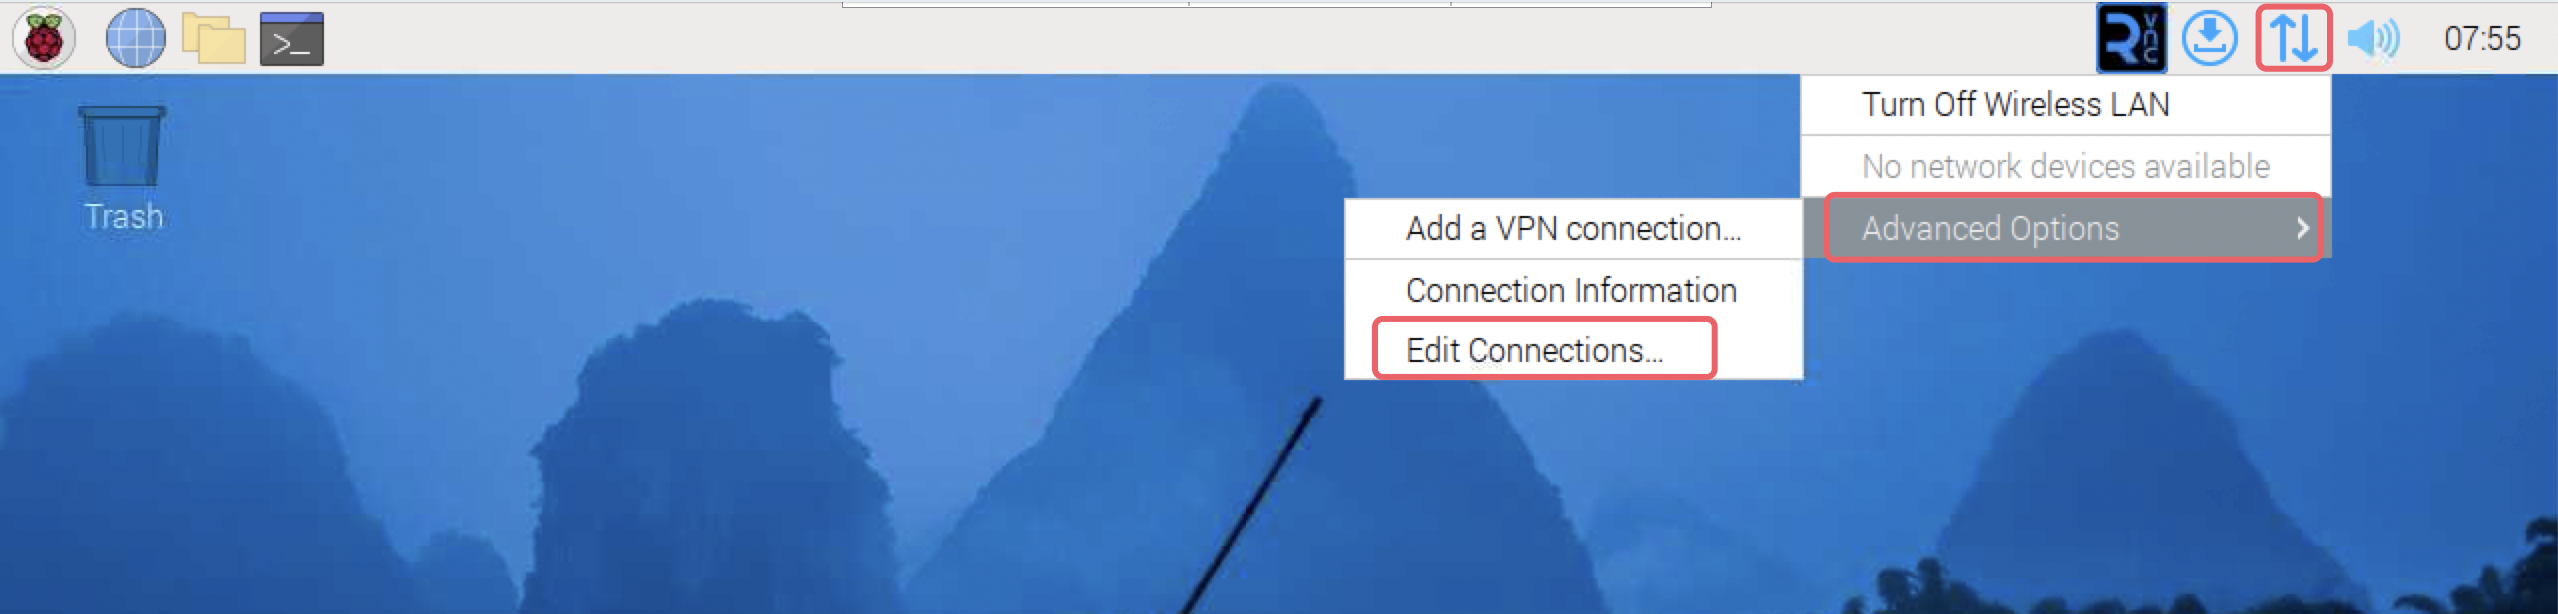 >_
R VNC
07:55
Trash
Turn Off Wireless LAN
No network devices available
Advanced Options
Add a VPN connection...
Connection Information
Edit Connections...